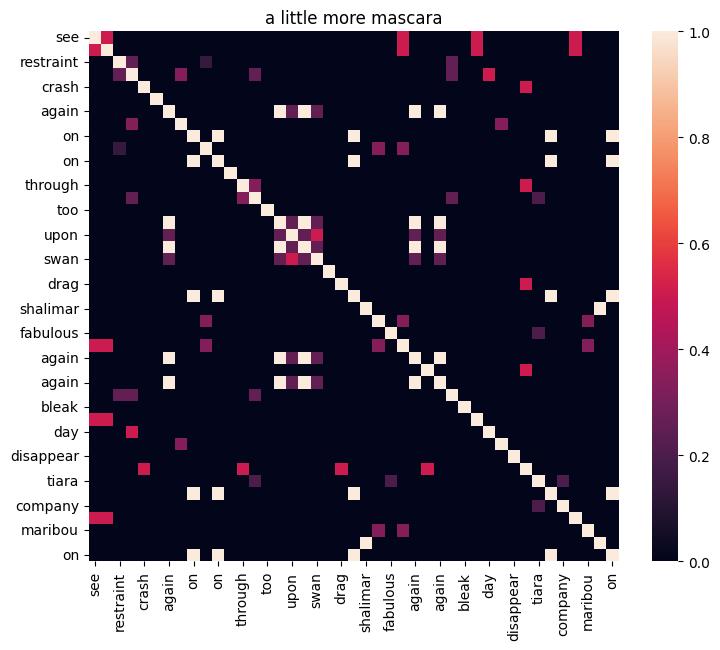 a little more mascara
see
restraint
crash
again
on
on
through
too
upon
swan
drag
shalimar
fabulous
again
again
bleak
day
disappear
tiara
company
maribou
on
see
restraint
crash
again
on
on
through
too
upon
swan
drag
shalimar
fabulous
again
again
bleak
day
disappear
tiara
company
maribou
on
1.0
0.8
0.6
0.4
0.2
0.0